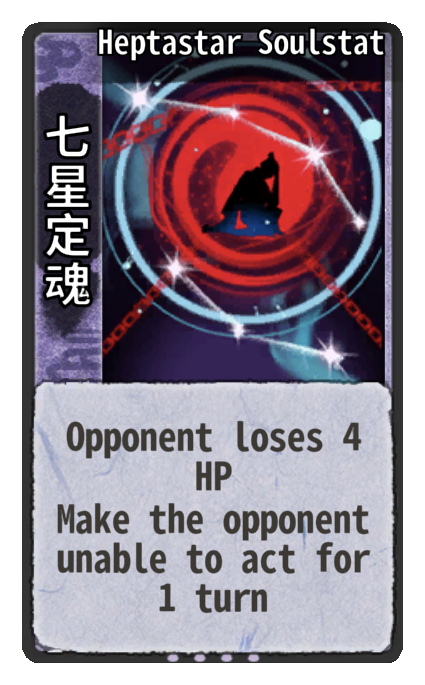 Heptastar Soulstat
七星定魂
Opponent loses 4
HP
Make the opponent
unable to act for
1 turn